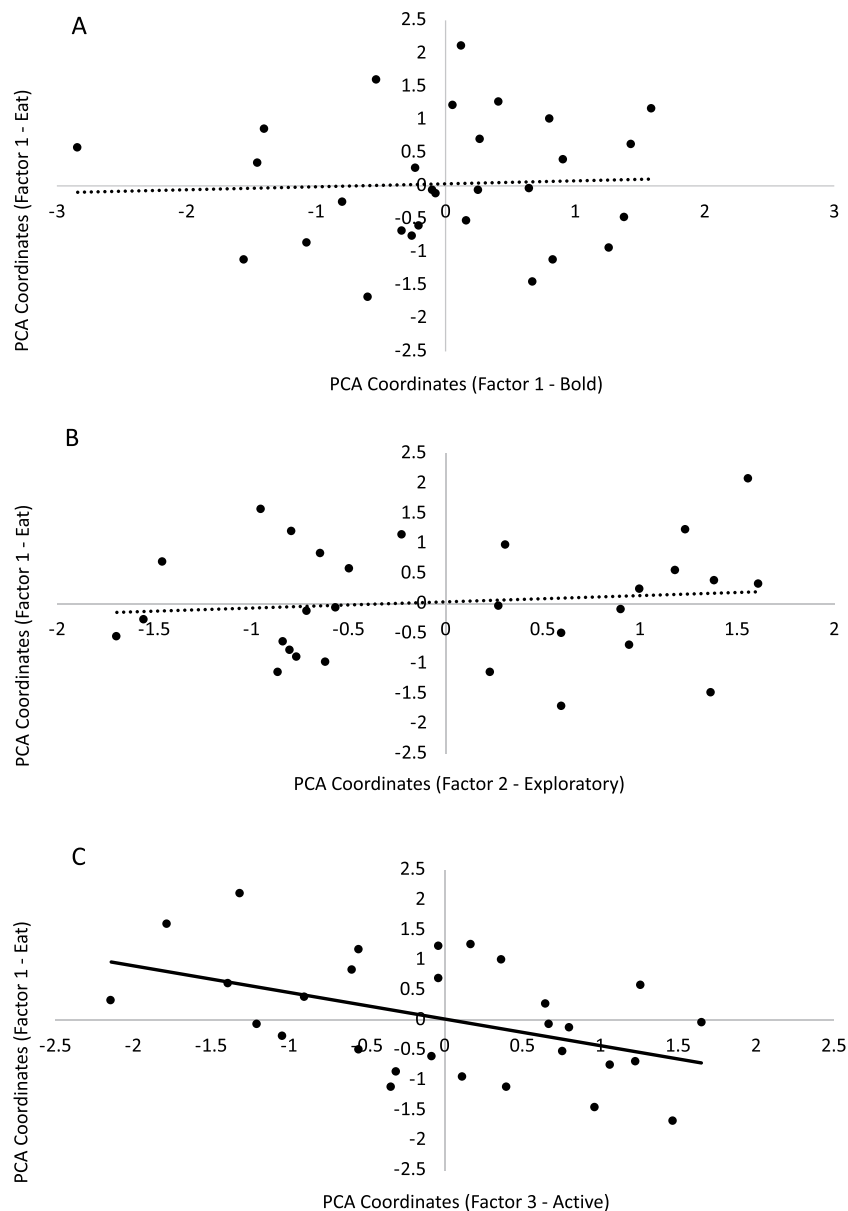 A
PCA Coordinates (Factor 1 - Eat)
2.5
2
1.5
1
0.5
0
-0.5
-1
-1.5
-2
-2.5
-3 -2 -1 0 1 2 3
PCA Coordinates (Factor 1 - Bold)
B
PCA Coordinates (Factor 1 - Eat)
2.5
2
1.5
1
0.5
0
-0.5
-1
-1.5
-2
-2.5
-2 -1.5 -1 -0.5 0 0.5 1 1.5 2
PCA Coordinates (Factor 2 - Exploratory)
C
PCA Coordinates (Factor 1 - Eat)
2.5
2
1.5
1
0.5
0
-0.5
-1
-1.5
-2
-2.5
-2.5 -2 -1.5 -1 -0.5 0 0.5 1 1.5 2 2.5
PCA Coordinates (Factor 3 - Active)